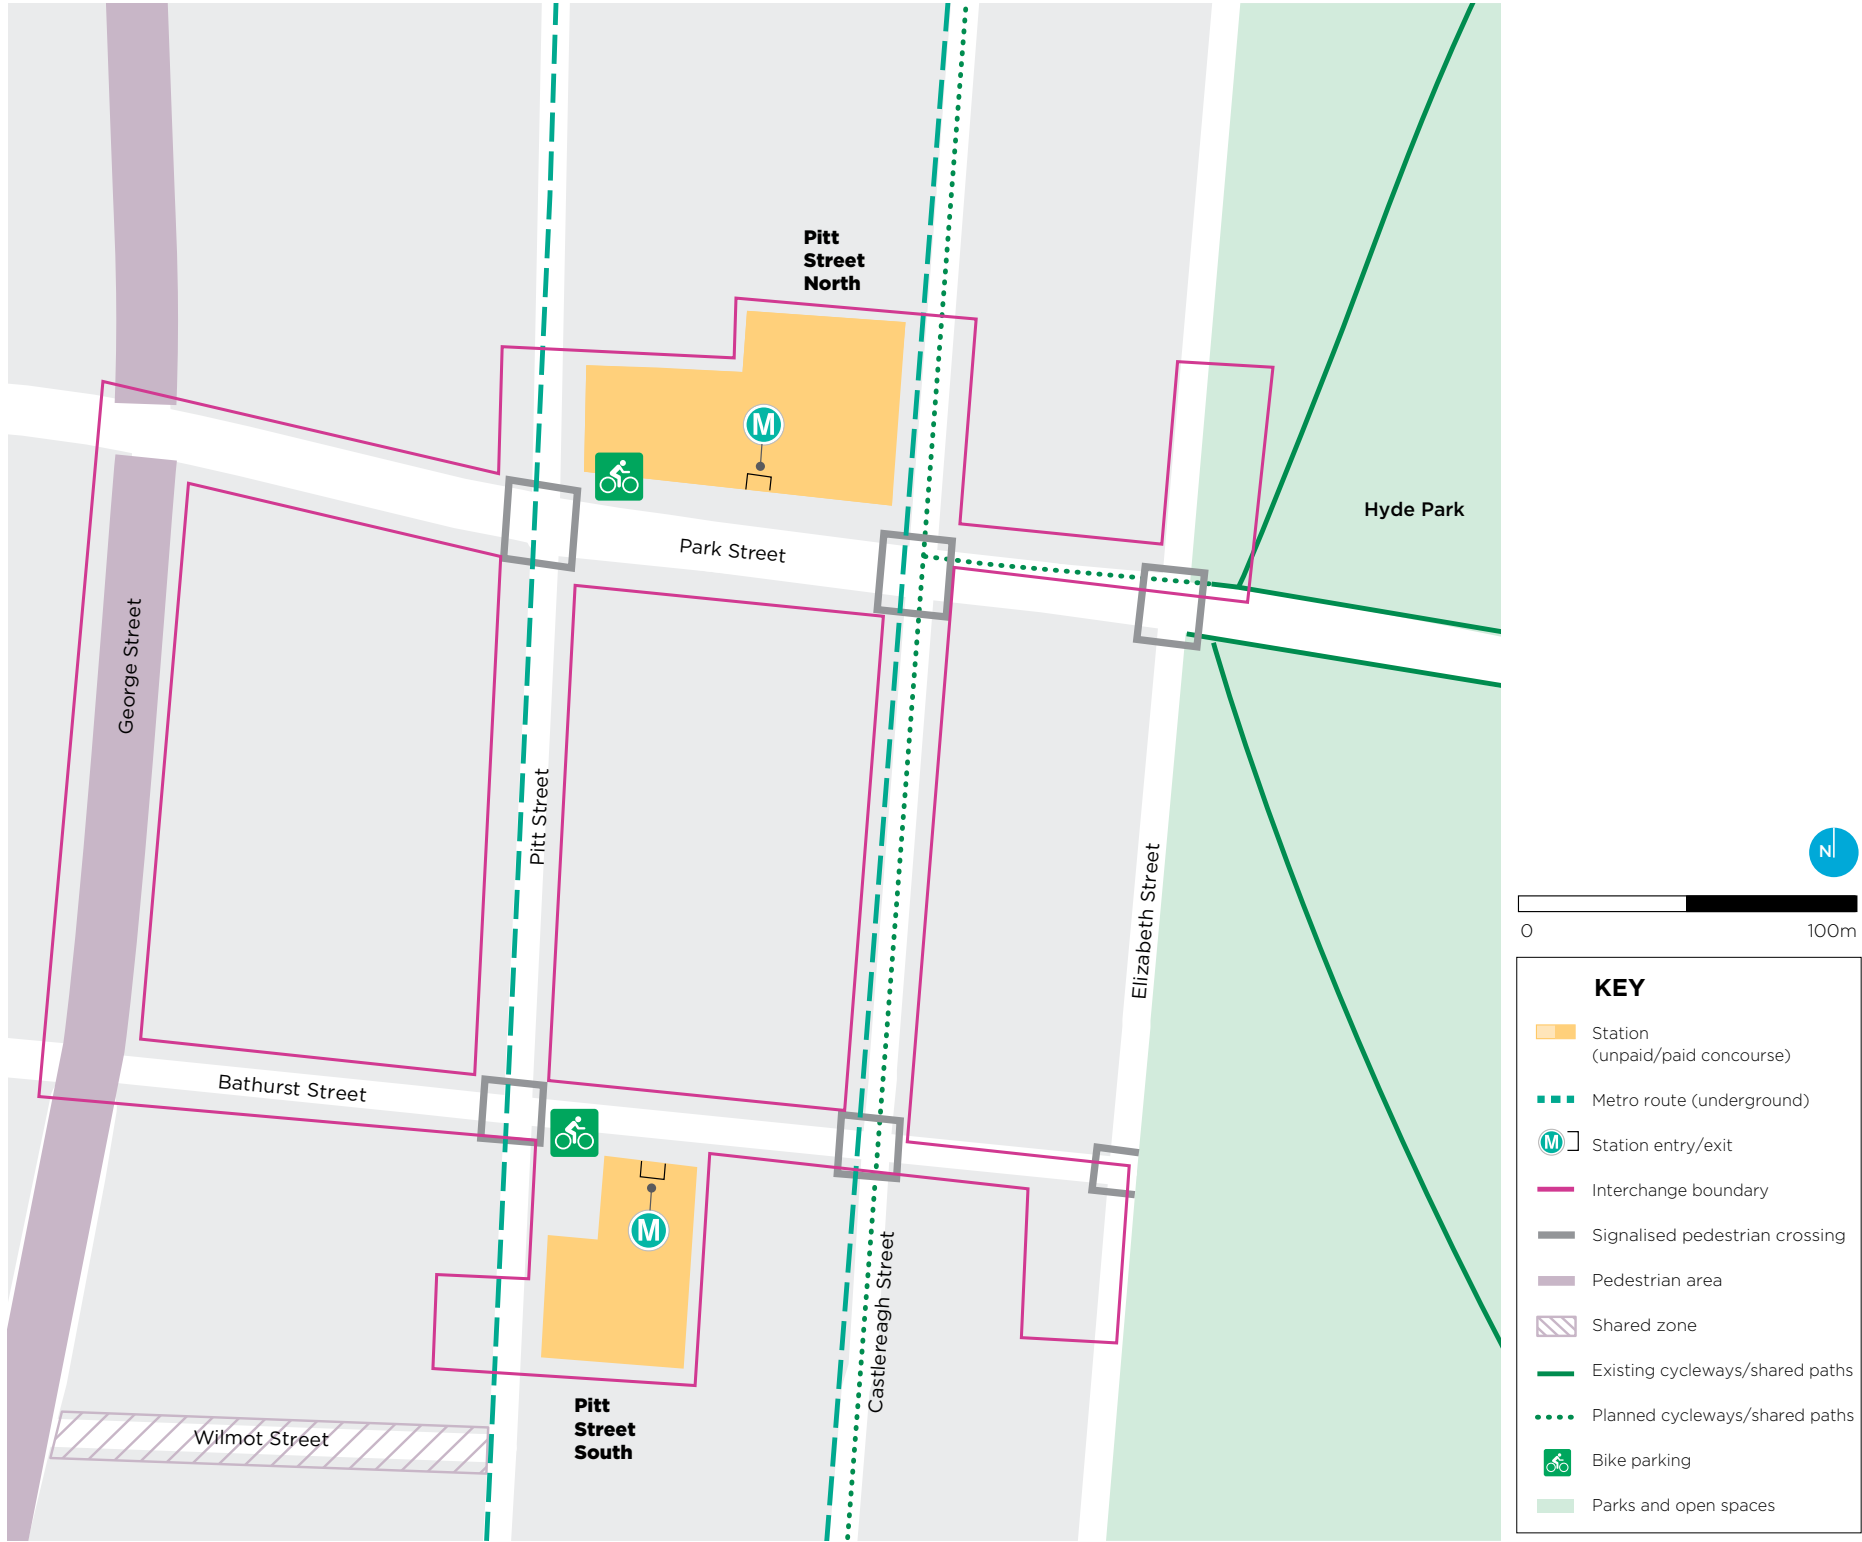 Pitt
Street
North
M
Hyde Park
Park Street
George Street
Pitt Street
Elizabeth Street
Bathurst Street
M
Castlereagh Street
Pitt
Street
South
Wilmot Street
N
0 100m
KEY
Station
(unpaid/paid concourse)
Metro route (underground)
M Station entry/exit
Interchange boundary
Signalised pedestrian crossing
Pedestrian area
Shared zone
Existing cycleways/shared paths
Planned cycleways/shared paths
Bike parking
Parks and open spaces